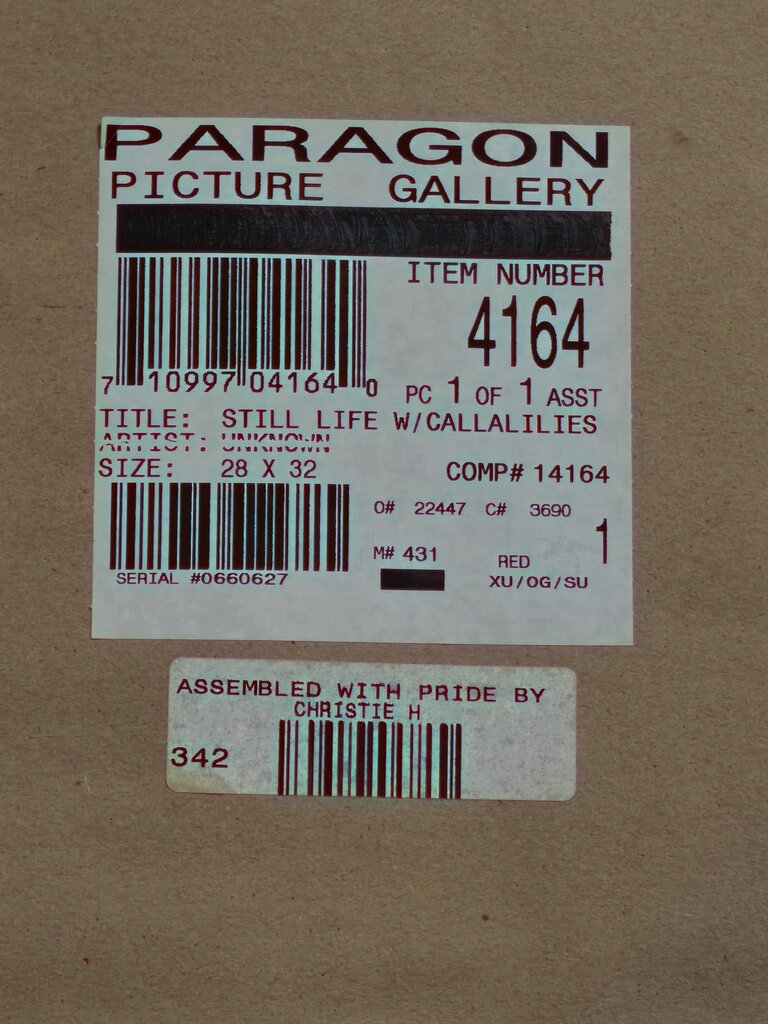 PARAGON
PICTURE GALLERY
ITEM NUMBER
4164
7 10997 04164 0
PC 1 OF 1 ASST
TITLE: STILL LIFE W/CALLALILIES
ARTIST: UNKNOWN
SIZE: 28 X 32 COMP# 14164
O# 22447 C# 3690
1
M# 431 RED
SERIAL #0660627 XU/OG/SU
ASSEMBLED WITH PRIDE BY
CHRISTIE H
342